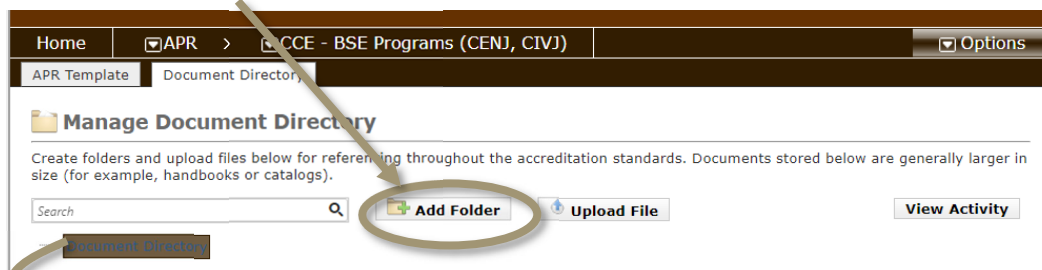 Home APR > CCE - BSE Programs (CENJ, CIVJ) Options
APR Template Document Directory
Manage Document Directory
Create folders and upload files below for referencing throughout the accreditation standards. Documents stored below are generally larger in
size (for example, handbooks or catalogs).
Search Add Folder Upload File View Activity
Document Directory